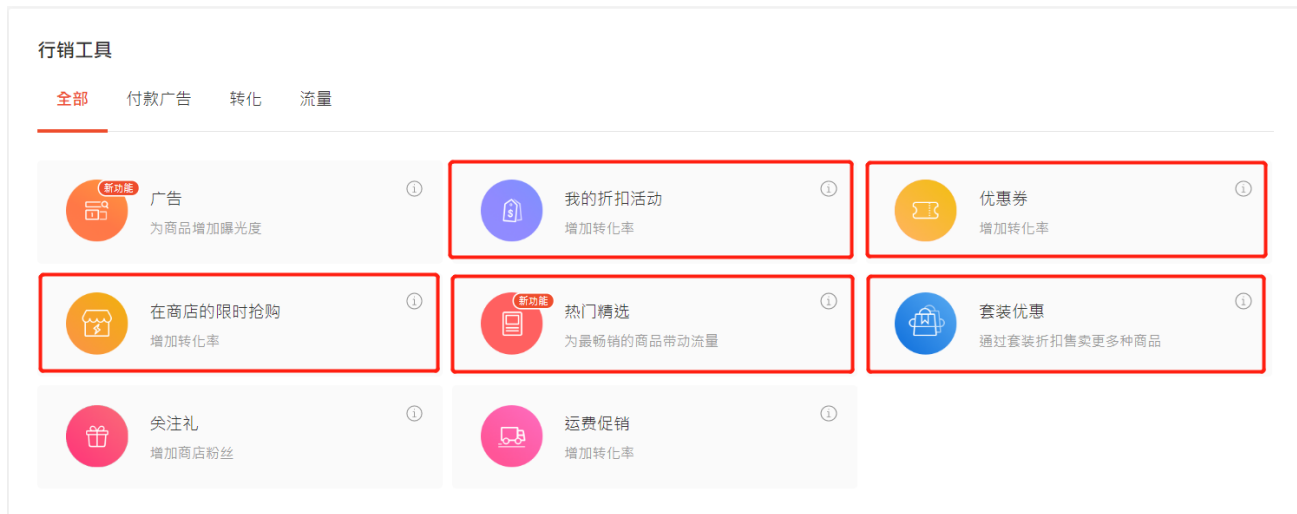 行销工具
全部 付款广告 转化 流量
新功能
广告
为商品增加曝光度
我的折扣活动
增加转化率
优惠券
增加转化率
在商店的限时抢购
增加转化率
新功能
热门精选
为最畅销的商品带动流量
套装优惠
通过套装折扣售卖更多种商品
关注礼
增加商店粉丝
运费促销
增加转化率